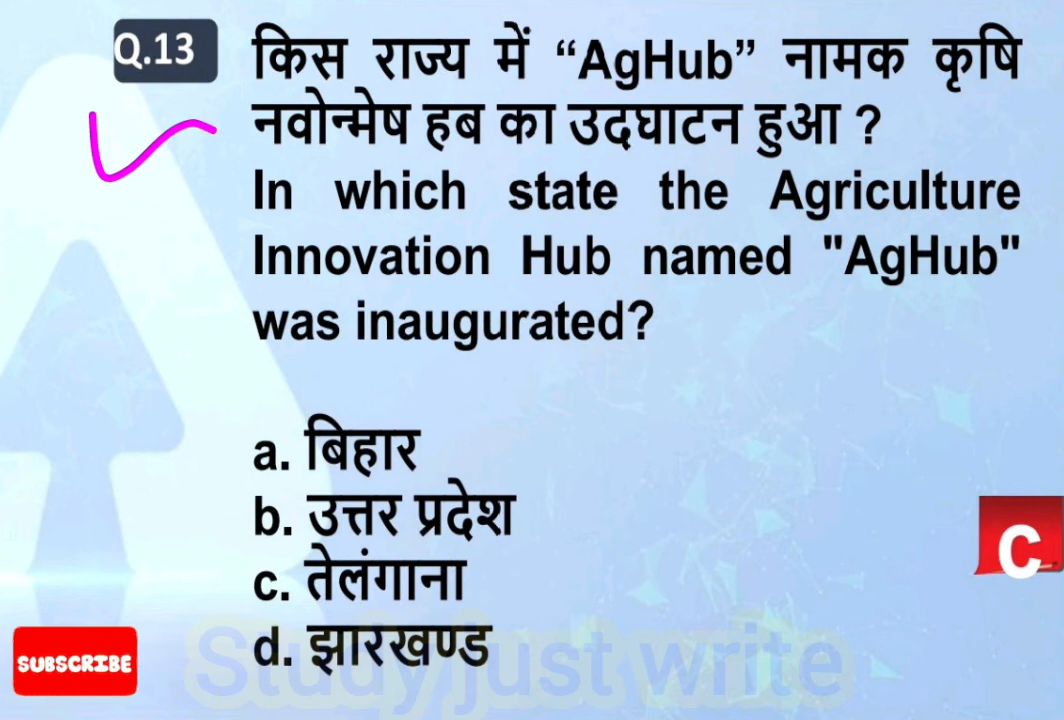 Q.13
किस राज्य में “AgHub” नामक कृषि
नवोन्मेष हब का उदघाटन हुआ ?
In which state the Agriculture
Innovation Hub named "AgHub"
was inaugurated?
a. बिहार
b. उत्तर प्रदेश
c. तेलंगाना
d. झारखण्ड
C
SUBSCRIBE
Study just write